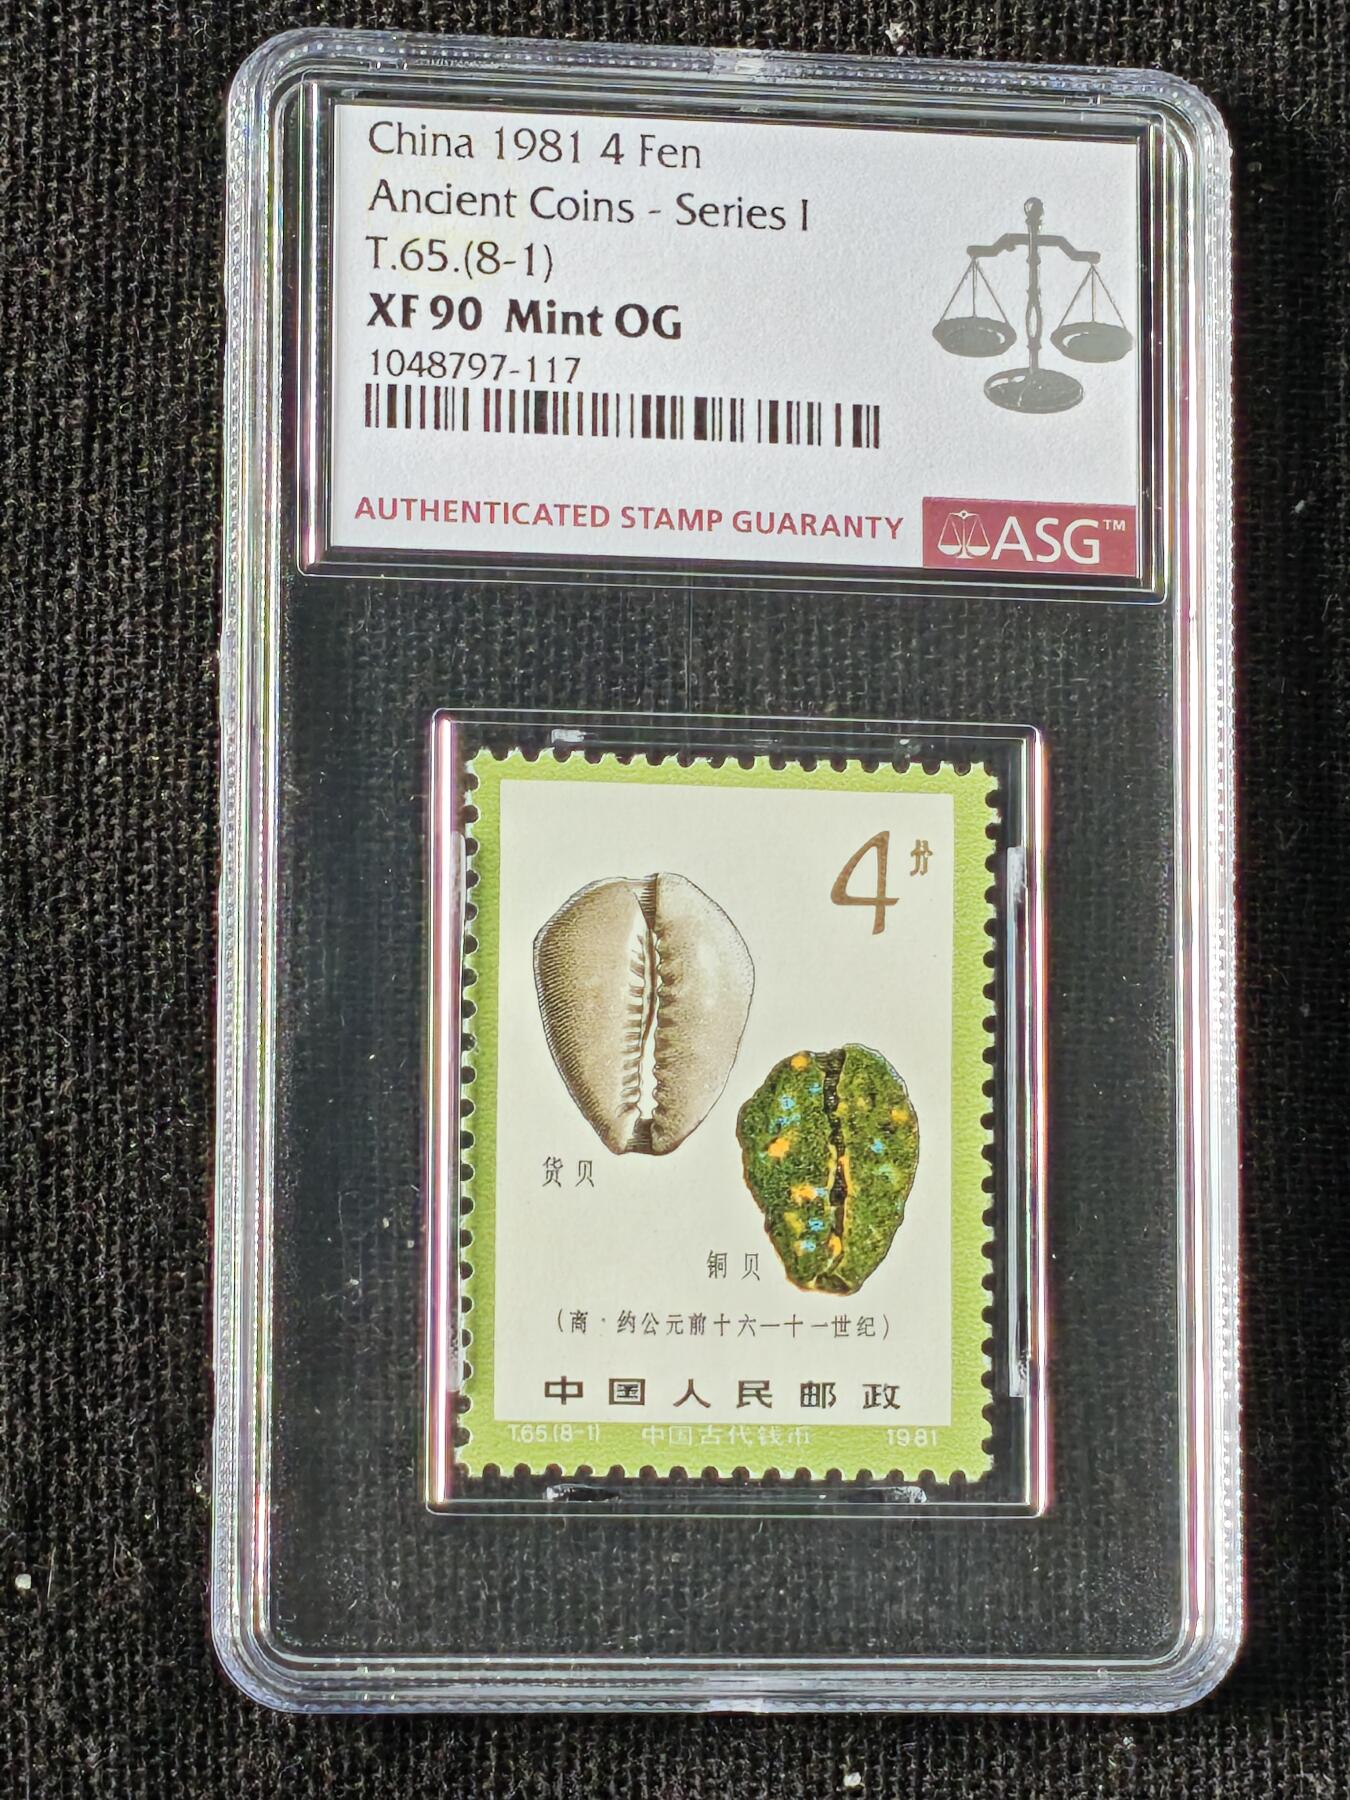 China 1981 4 Fen
Ancient Coins - Series I
T.65.(8-1)
XF 90 Mint OG
1048797-117
AUTHENTICATED STAMP GUARANTY
ASG™
4分
货贝
铜贝
(商·约公元前十六—十一世纪)
中国人民邮政
T.65.(8-1) 中国古代钱币 1981